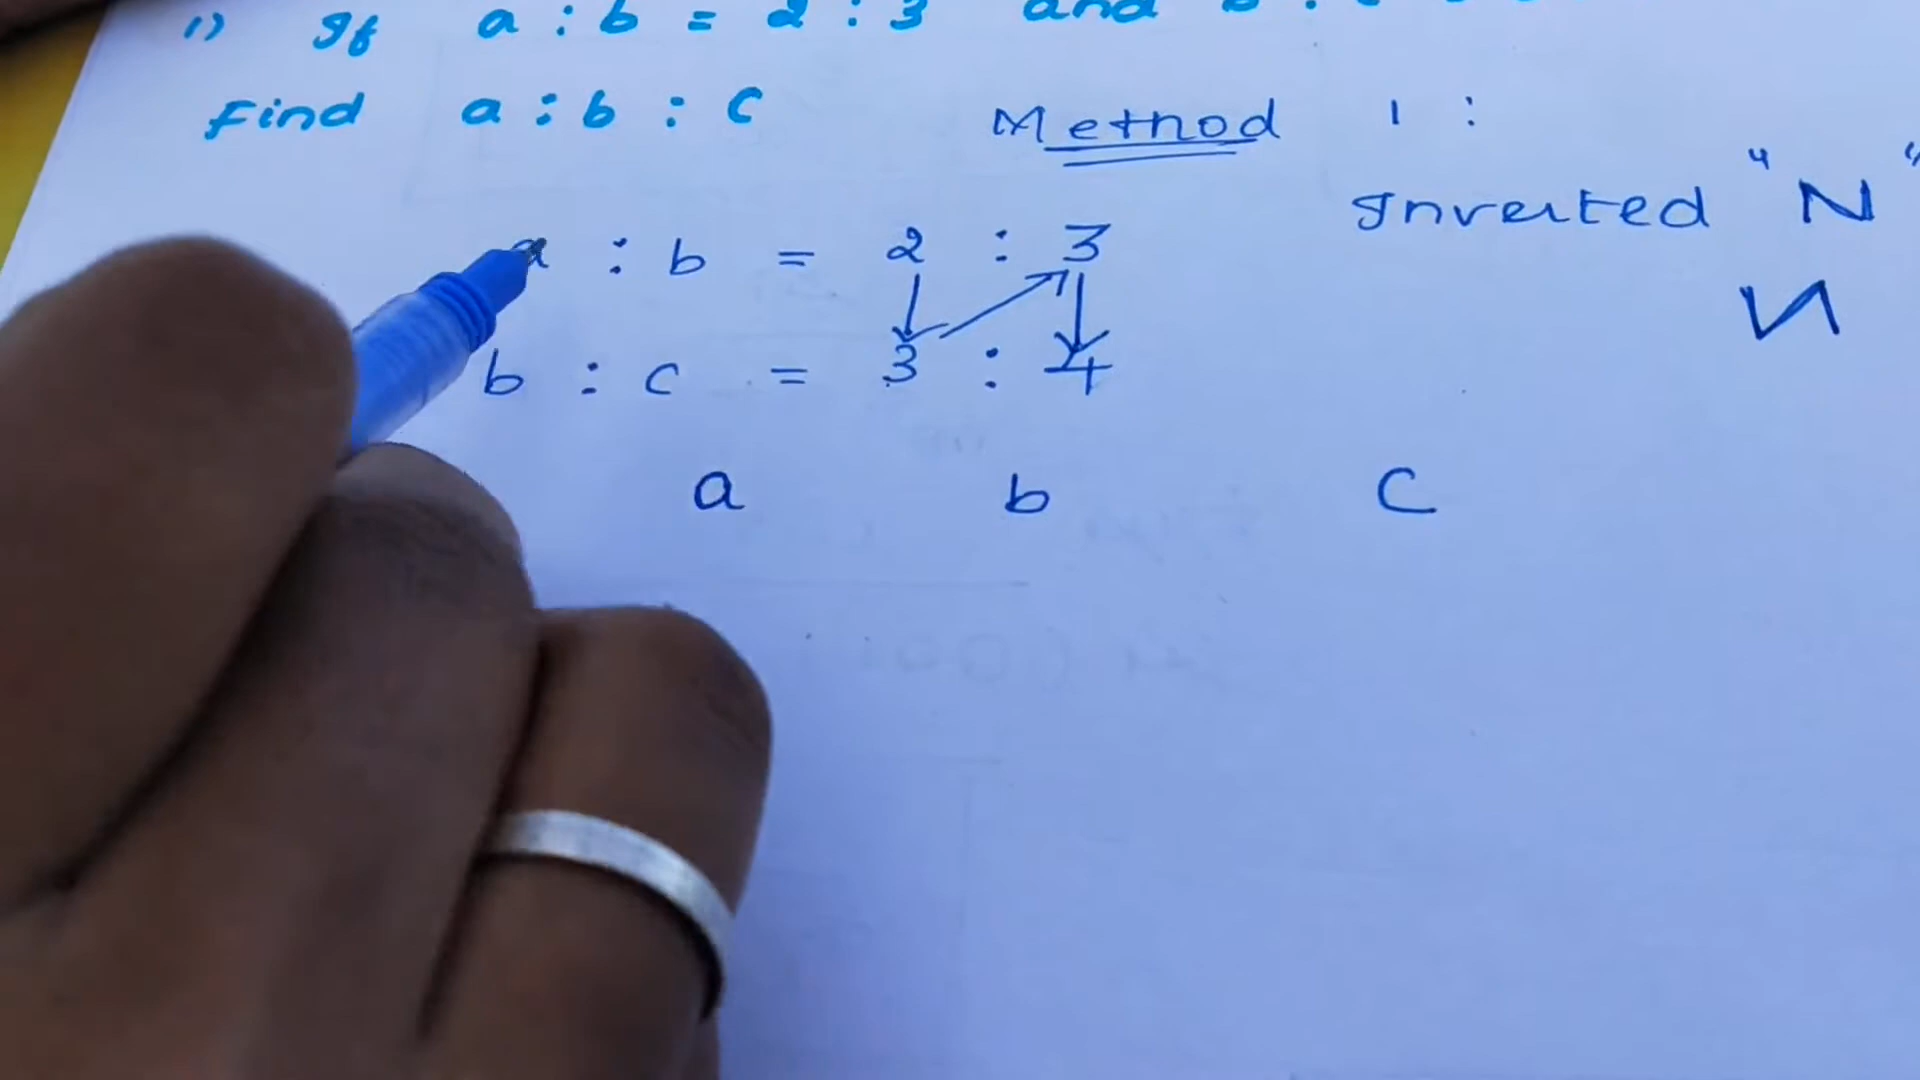 1) If a : b = 2 : 3 and
Find a : b : c
Method 1 :
Inverted "N"
a : b = 2 : 3
b : c = 3 : 4
a b c